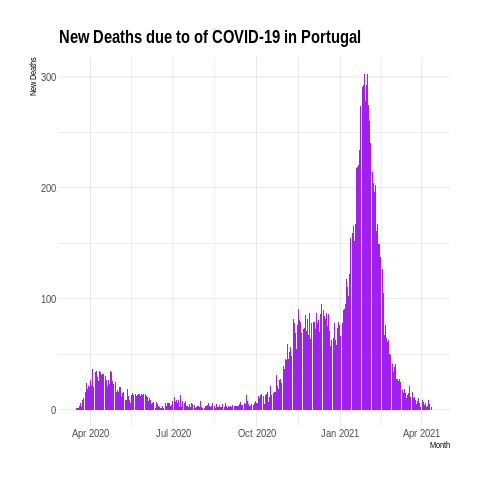 New Deaths due to of COVID-19 in Portugal
New Deaths
300
200
100
0
Apr 2020 Jul 2020 Oct 2020 Jan 2021 Apr 2021
Month